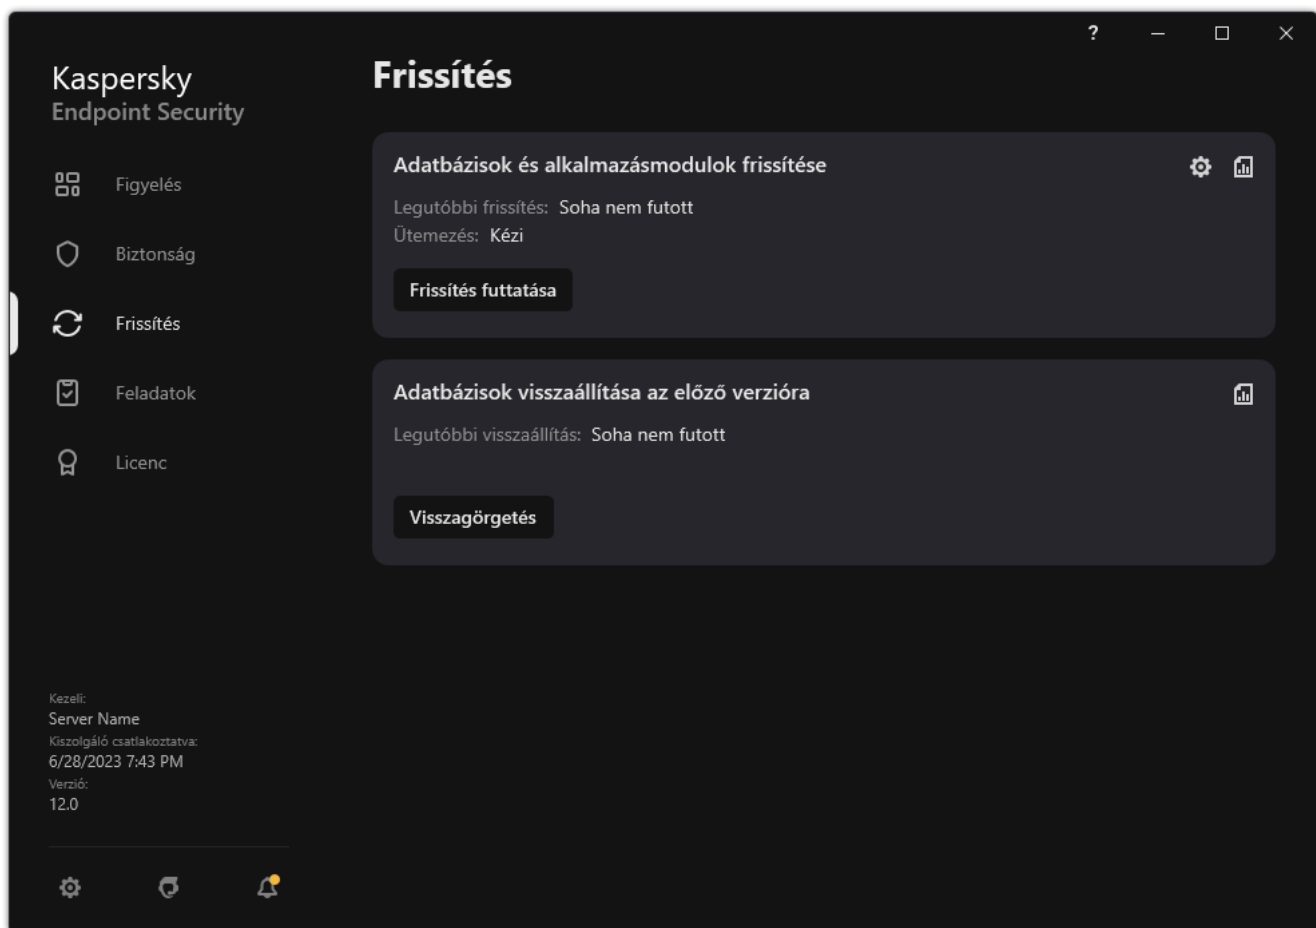 ?
Kaspersky
Endpoint Security
Figyelés
Biztonság
Frissítés
Feladatok
Licenc
Kezeli:
Server Name
Kiszolgáló csatlakoztatva:
6/28/2023 7:43 PM
Verzió:
12.0
Frissítés
Adatbázisok és alkalmazásmodulok frissítése
Legutóbbi frissítés: Soha nem futott
Ütemezés: Kézi
Frissítés futtatása
Adatbázisok visszaállítása az előző verzióra
Legutóbbi visszaállítás: Soha nem futott
Visszagörgetés